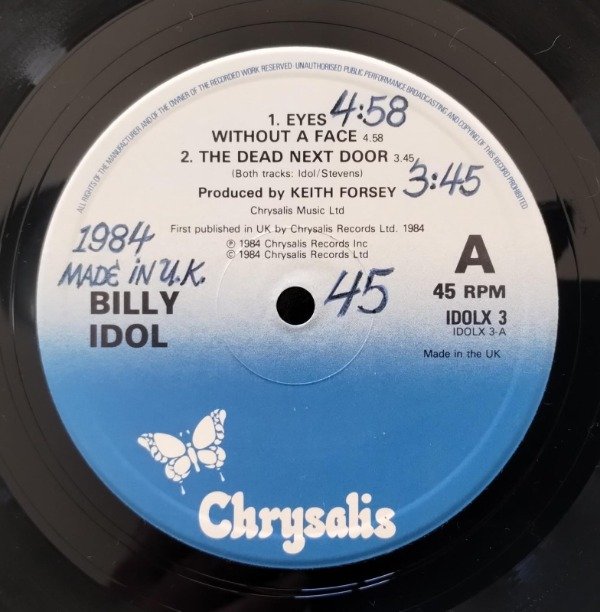 ALL RIGHTS OF THE MANUFACTURER AND OF THE OWNER OF THE RECORDED WORK RESERVED UNAUTHORISED PUBLIC PERFORMANCE BROADCASTING AND COPYING OF THIS RECORD PROHIBITED
1. EYES 4:58
WITHOUT A FACE 4.58
2. THE DEAD NEXT DOOR 3.45
(Both tracks: Idol/Stevens) 3:45
Produced by KEITH FORSEY
Chrysalis Music Ltd
First published in UK by Chrysalis Records Ltd. 1984
℗ 1984 Chrysalis Records Inc
© 1984 Chrysalis Records Ltd
1984
MADE IN U.K.
BILLY
IDOL
45
A
45 RPM
IDOLX 3
IDOLX 3-A
Made in the UK
Chrysalis